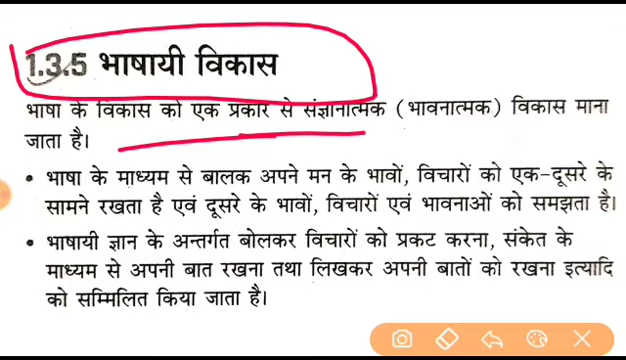 1.3.5 भाषायी विकास
भाषा के विकास को एक प्रकार से संज्ञानात्मक (भावनात्मक) विकास माना
जाता है।
• भाषा के माध्यम से बालक अपने मन के भावों, विचारों को एक-दूसरे के
सामने रखता है एवं दूसरे के भावों, विचारों एवं भावनाओं को समझता है।
• भाषायी ज्ञान के अन्तर्गत बोलकर विचारों को प्रकट करना, संकेत के
माध्यम से अपनी बात रखना तथा लिखकर अपनी बातों को रखना इत्यादि
को सम्मिलित किया जाता है।